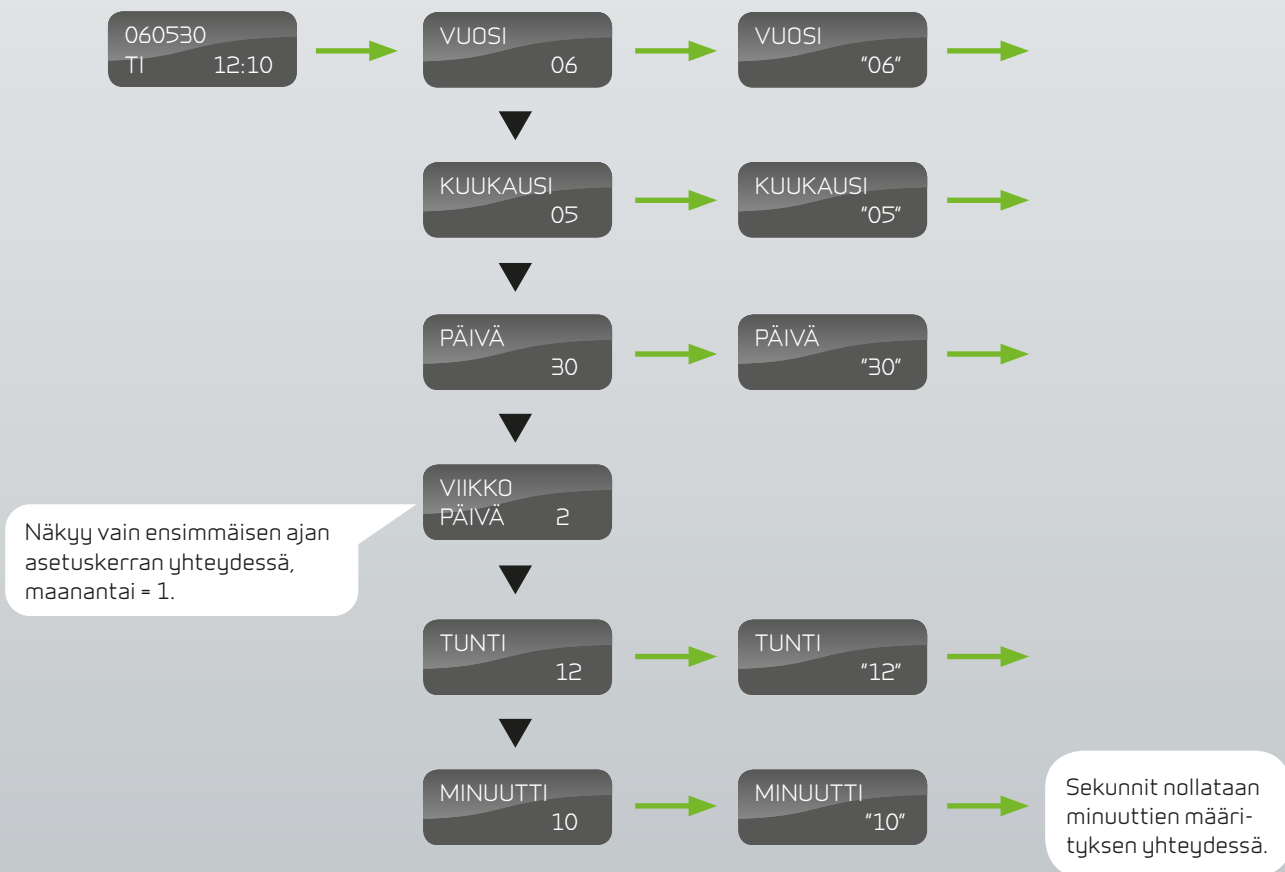 060530
TI 12:10
VUOSI
06
VUOSI
"06"
KUUKAUSI
05
KUUKAUSI
"05"
PÄIVÄ
30
PÄIVÄ
"30"
VIIKKO
PÄIVÄ 2
Näkyy vain ensimmäisen ajan
asetuskerran yhteydessä,
maanantai = 1.
TUNTI
12
TUNTI
"12"
MINUUTTI
10
MINUUTTI
"10"
Sekunnit nollataan
minuuttien määri-
tyksen yhteydessä.